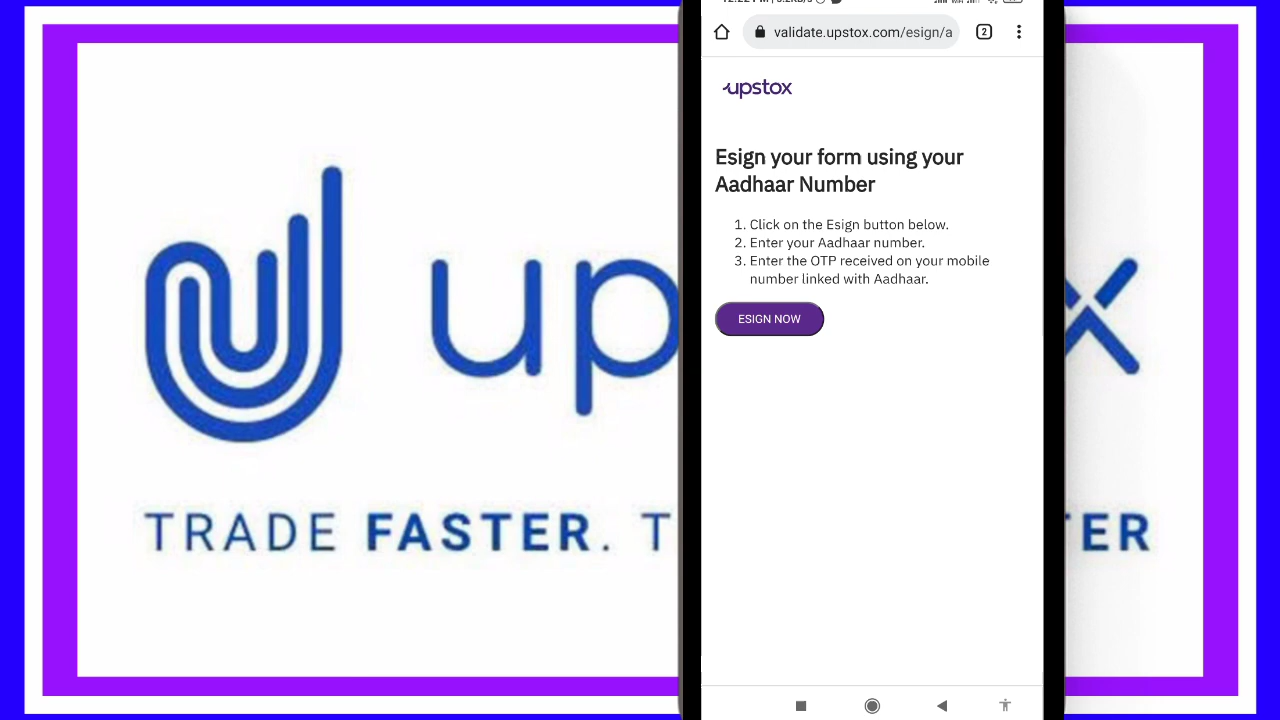 validate.upstox.com/esign/a
2
upstox
Esign your form using your
Aadhaar Number
1. Click on the Esign button below.
2. Enter your Aadhaar number.
3. Enter the OTP received on your mobile
number linked with Aadhaar.
ESIGN NOW
up x
TRADE FASTER. T TER